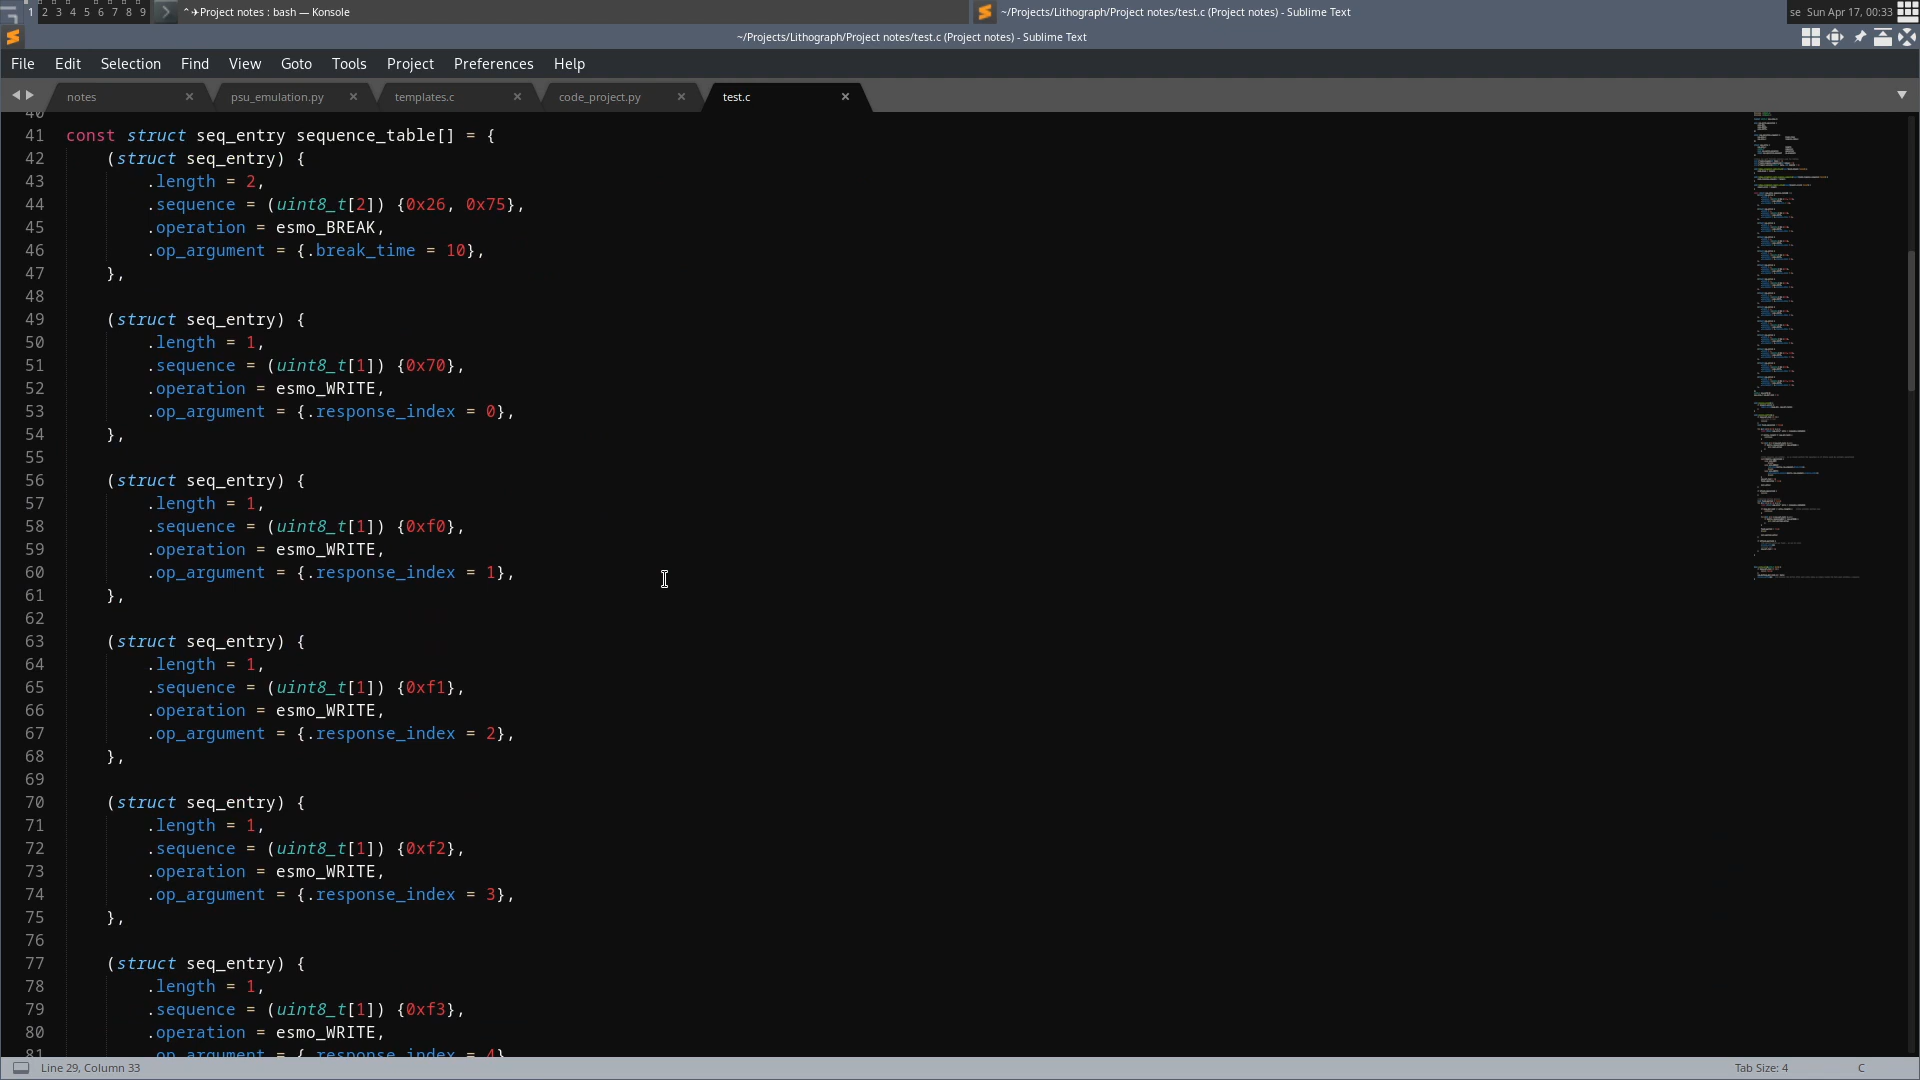 1 2 3 4 5 6 7 8 9
Project notes : bash — Konsole
~/Projects/Lithograph/Project notes/test.c (Project notes) - Sublime Text
se Sun Apr 17, 00:33
~/Projects/Lithograph/Project notes/test.c (Project notes) - Sublime Text
File Edit Selection Find View Goto Tools Project Preferences Help
notes psu_emulation.py templates.c code_project.py test.c
40
41 const struct seq_entry sequence_table[] = {
42 (struct seq_entry) {
43 .length = 2,
44 .sequence = (uint8_t[2]) {0x26, 0x75},
45 .operation = esmo_BREAK,
46 .op_argument = {.break_time = 10},
47 },
48
49 (struct seq_entry) {
50 .length = 1,
51 .sequence = (uint8_t[1]) {0x70},
52 .operation = esmo_WRITE,
53 .op_argument = {.response_index = 0},
54 },
55
56 (struct seq_entry) {
57 .length = 1,
58 .sequence = (uint8_t[1]) {0xf0},
59 .operation = esmo_WRITE,
60 .op_argument = {.response_index = 1},
61 },
62
63 (struct seq_entry) {
64 .length = 1,
65 .sequence = (uint8_t[1]) {0xf1},
66 .operation = esmo_WRITE,
67 .op_argument = {.response_index = 2},
68 },
69
70 (struct seq_entry) {
71 .length = 1,
72 .sequence = (uint8_t[1]) {0xf2},
73 .operation = esmo_WRITE,
74 .op_argument = {.response_index = 3},
75 },
76
77 (struct seq_entry) {
78 .length = 1,
79 .sequence = (uint8_t[1]) {0xf3},
80 .operation = esmo_WRITE,
81 .op_argument = {.response_index = 4},
Line 29, Column 33
Tab Size: 4
C